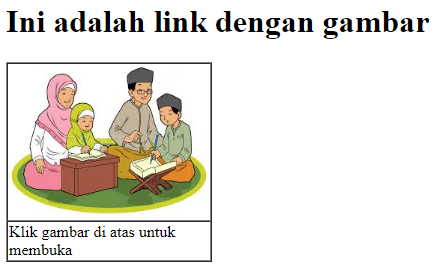 Ini adalah link dengan gambar
Klik gambar di atas untuk
membuka